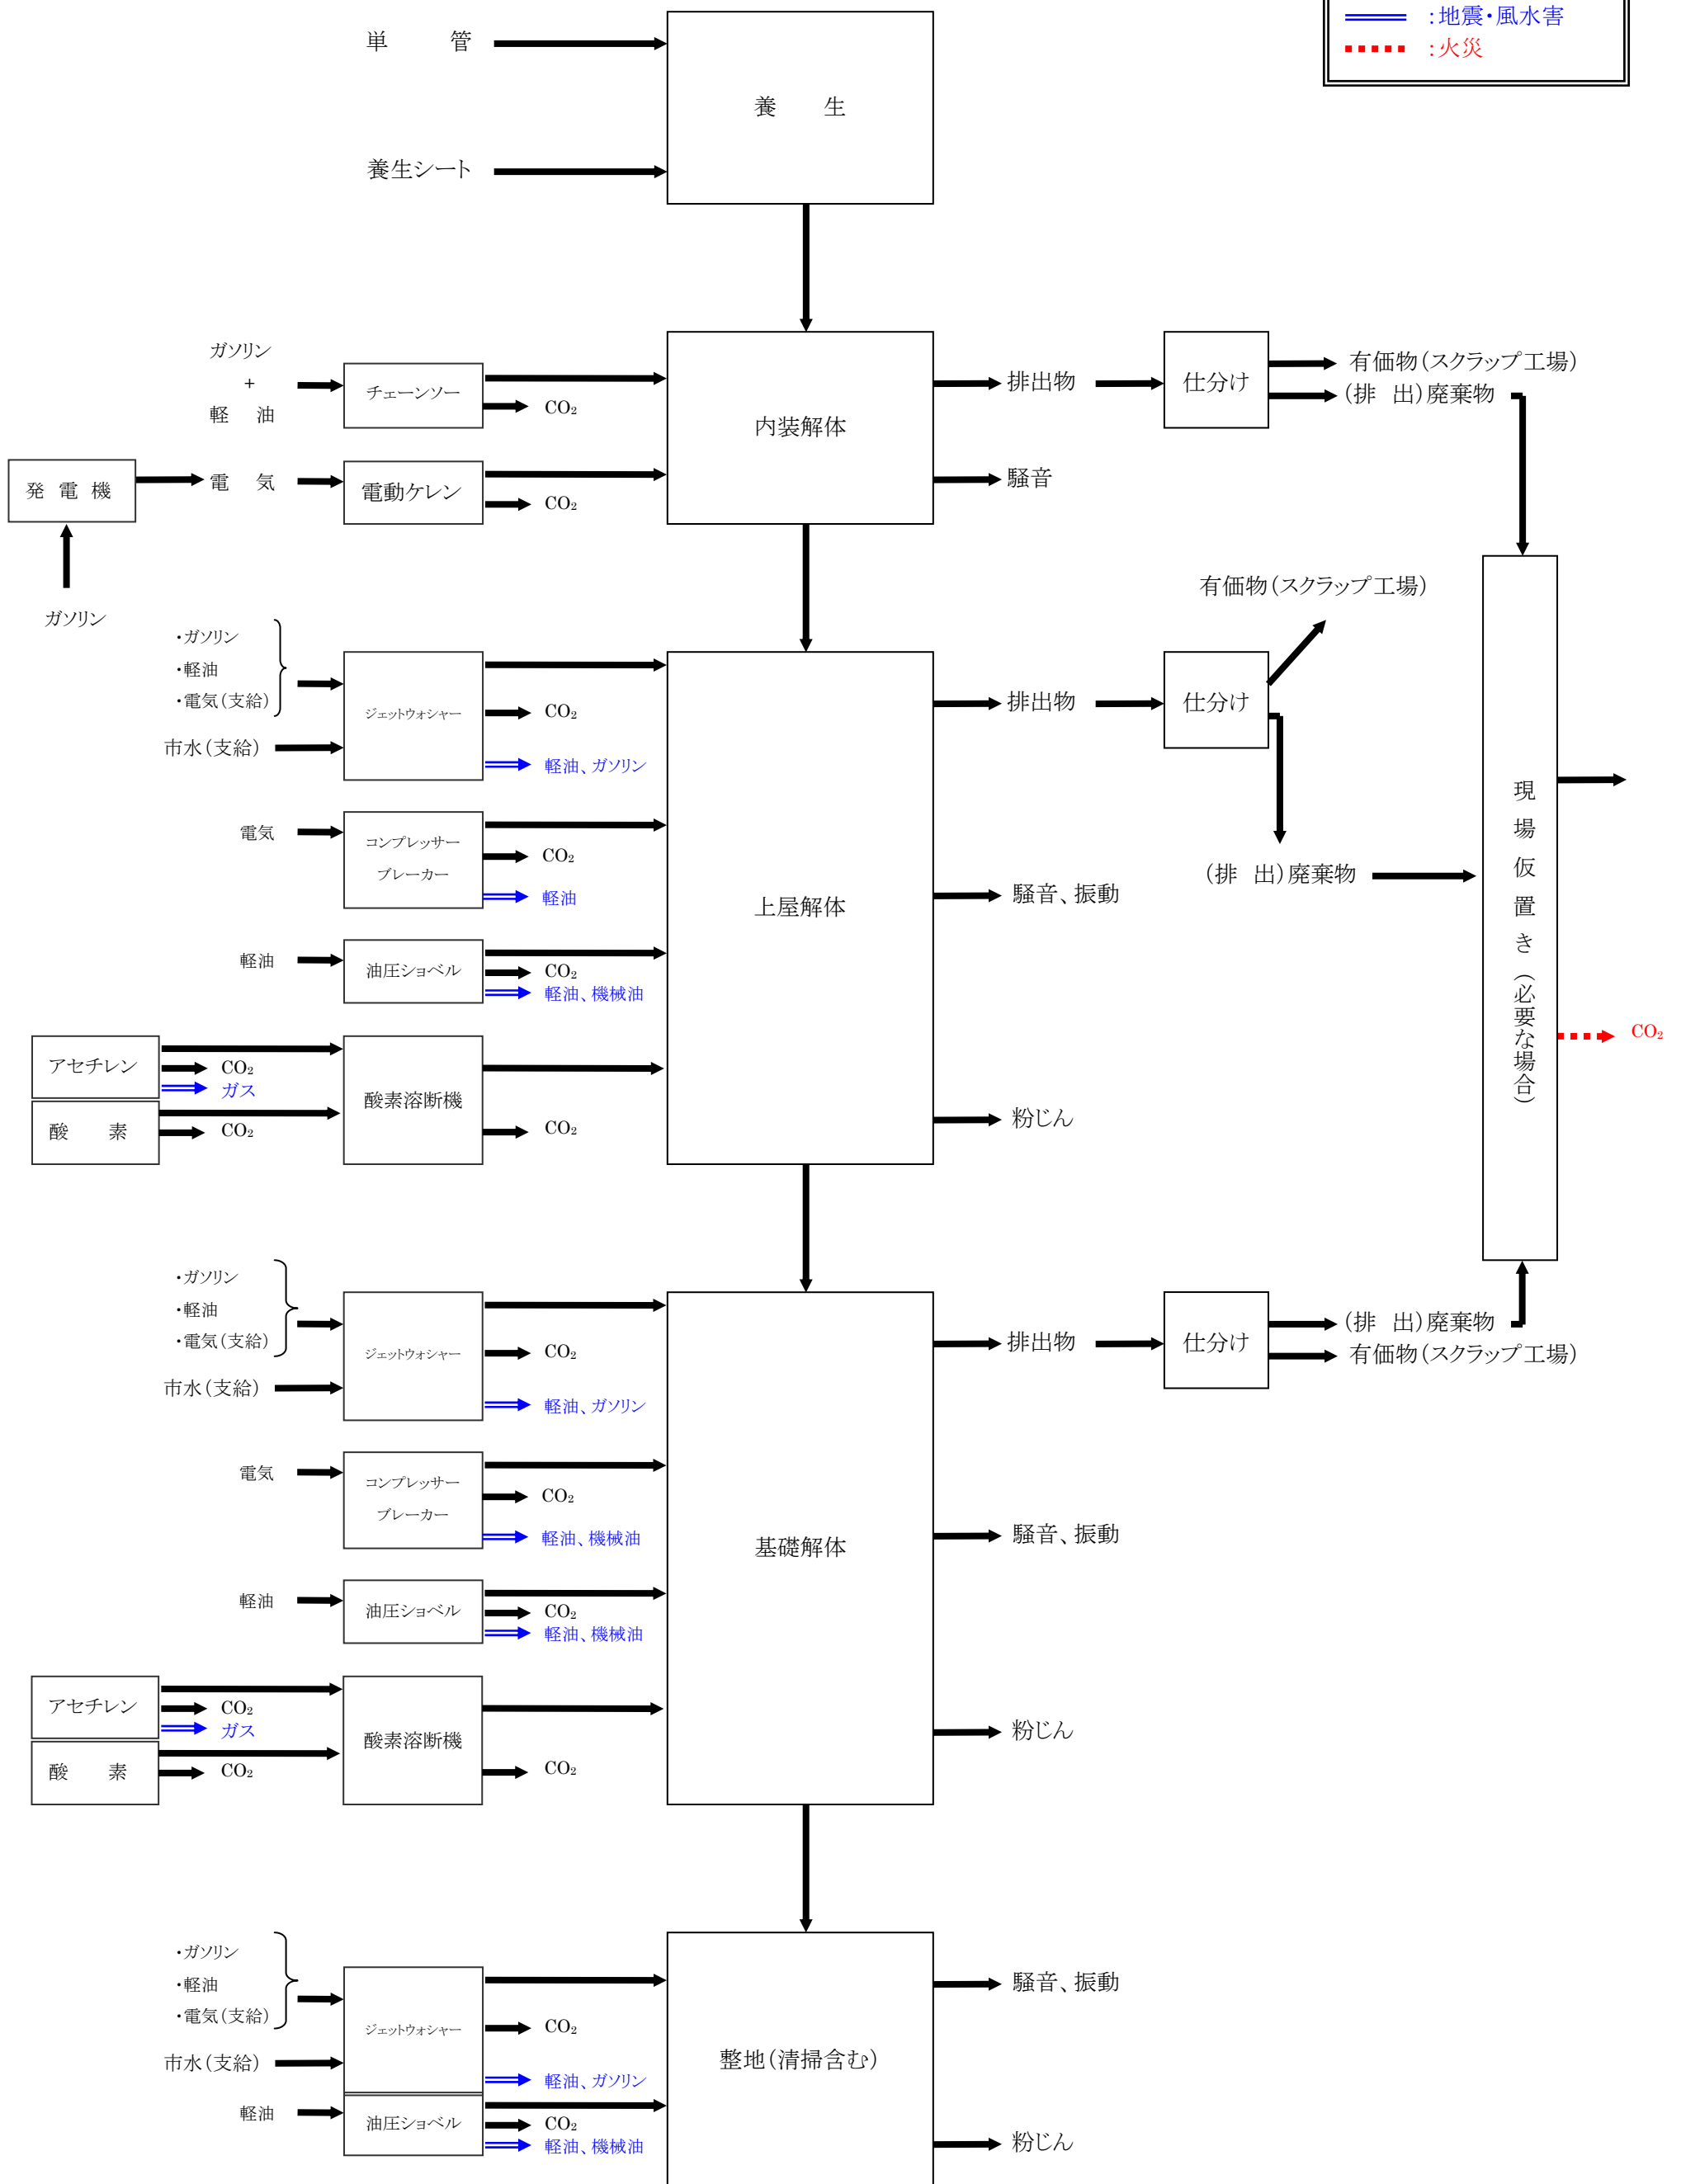 :地震・風水害
:火災
単　管
養　生
養生シート
ガソリン
+
軽　油
チェーンソー
CO₂
内装解体
排出物
仕分け
有価物(スクラップ工場)
(排　出)廃棄物
発 電 機
電　気
電動ケレン
CO₂
騒音
ガソリン
有価物(スクラップ工場)
・ガソリン
・軽油
・電気(支給)
市水(支給)
ジェットウォシャー
CO₂
軽油、ガソリン
排出物
仕分け
電気
コンプレッサー
ブレーカー
CO₂
軽油
上屋解体
騒音、振動
(排　出)廃棄物
現場仮置き(必要な場合)
CO₂
軽油
油圧ショベル
CO₂
軽油、機械油
アセチレン
CO₂
ガス
酸　素
CO₂
酸素溶断機
CO₂
粉じん
・ガソリン
・軽油
・電気(支給)
市水(支給)
ジェットウォシャー
CO₂
軽油、ガソリン
排出物
仕分け
(排　出)廃棄物
有価物(スクラップ工場)
電気
コンプレッサー
ブレーカー
CO₂
軽油、機械油
基礎解体
騒音、振動
軽油
油圧ショベル
CO₂
軽油、機械油
アセチレン
CO₂
ガス
酸　素
CO₂
酸素溶断機
CO₂
粉じん
・ガソリン
・軽油
・電気(支給)
市水(支給)
ジェットウォシャー
CO₂
軽油、ガソリン
整地(清掃含む)
騒音、振動
軽油
油圧ショベル
CO₂
軽油、機械油
粉じん